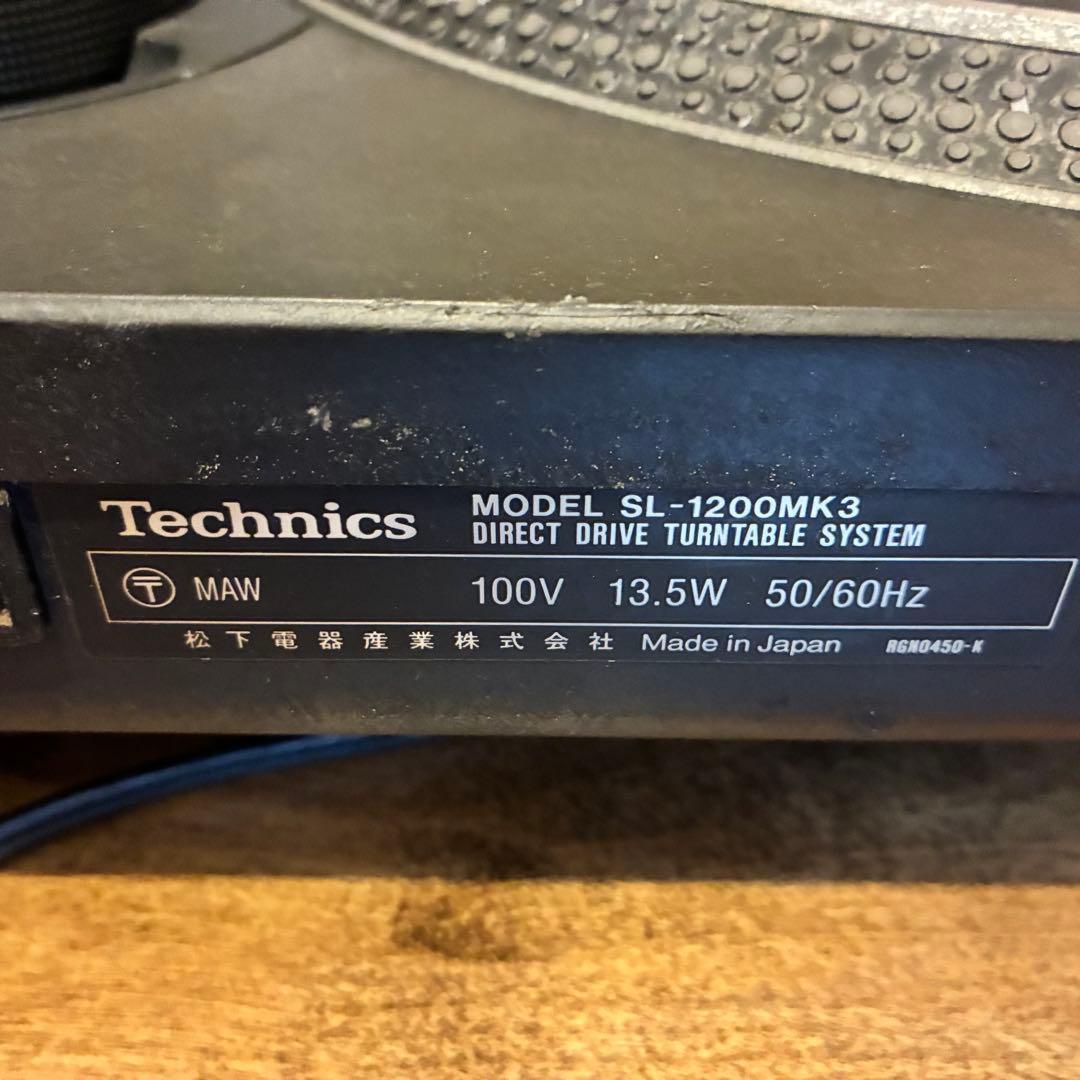 Technics MODEL SL-1200MK3
DIRECT DRIVE TURNTABLE SYSTEM
〒 MAW 100V 13.5W 50/60Hz
松下電器産業株式会社 Made in Japan RGN0450-K